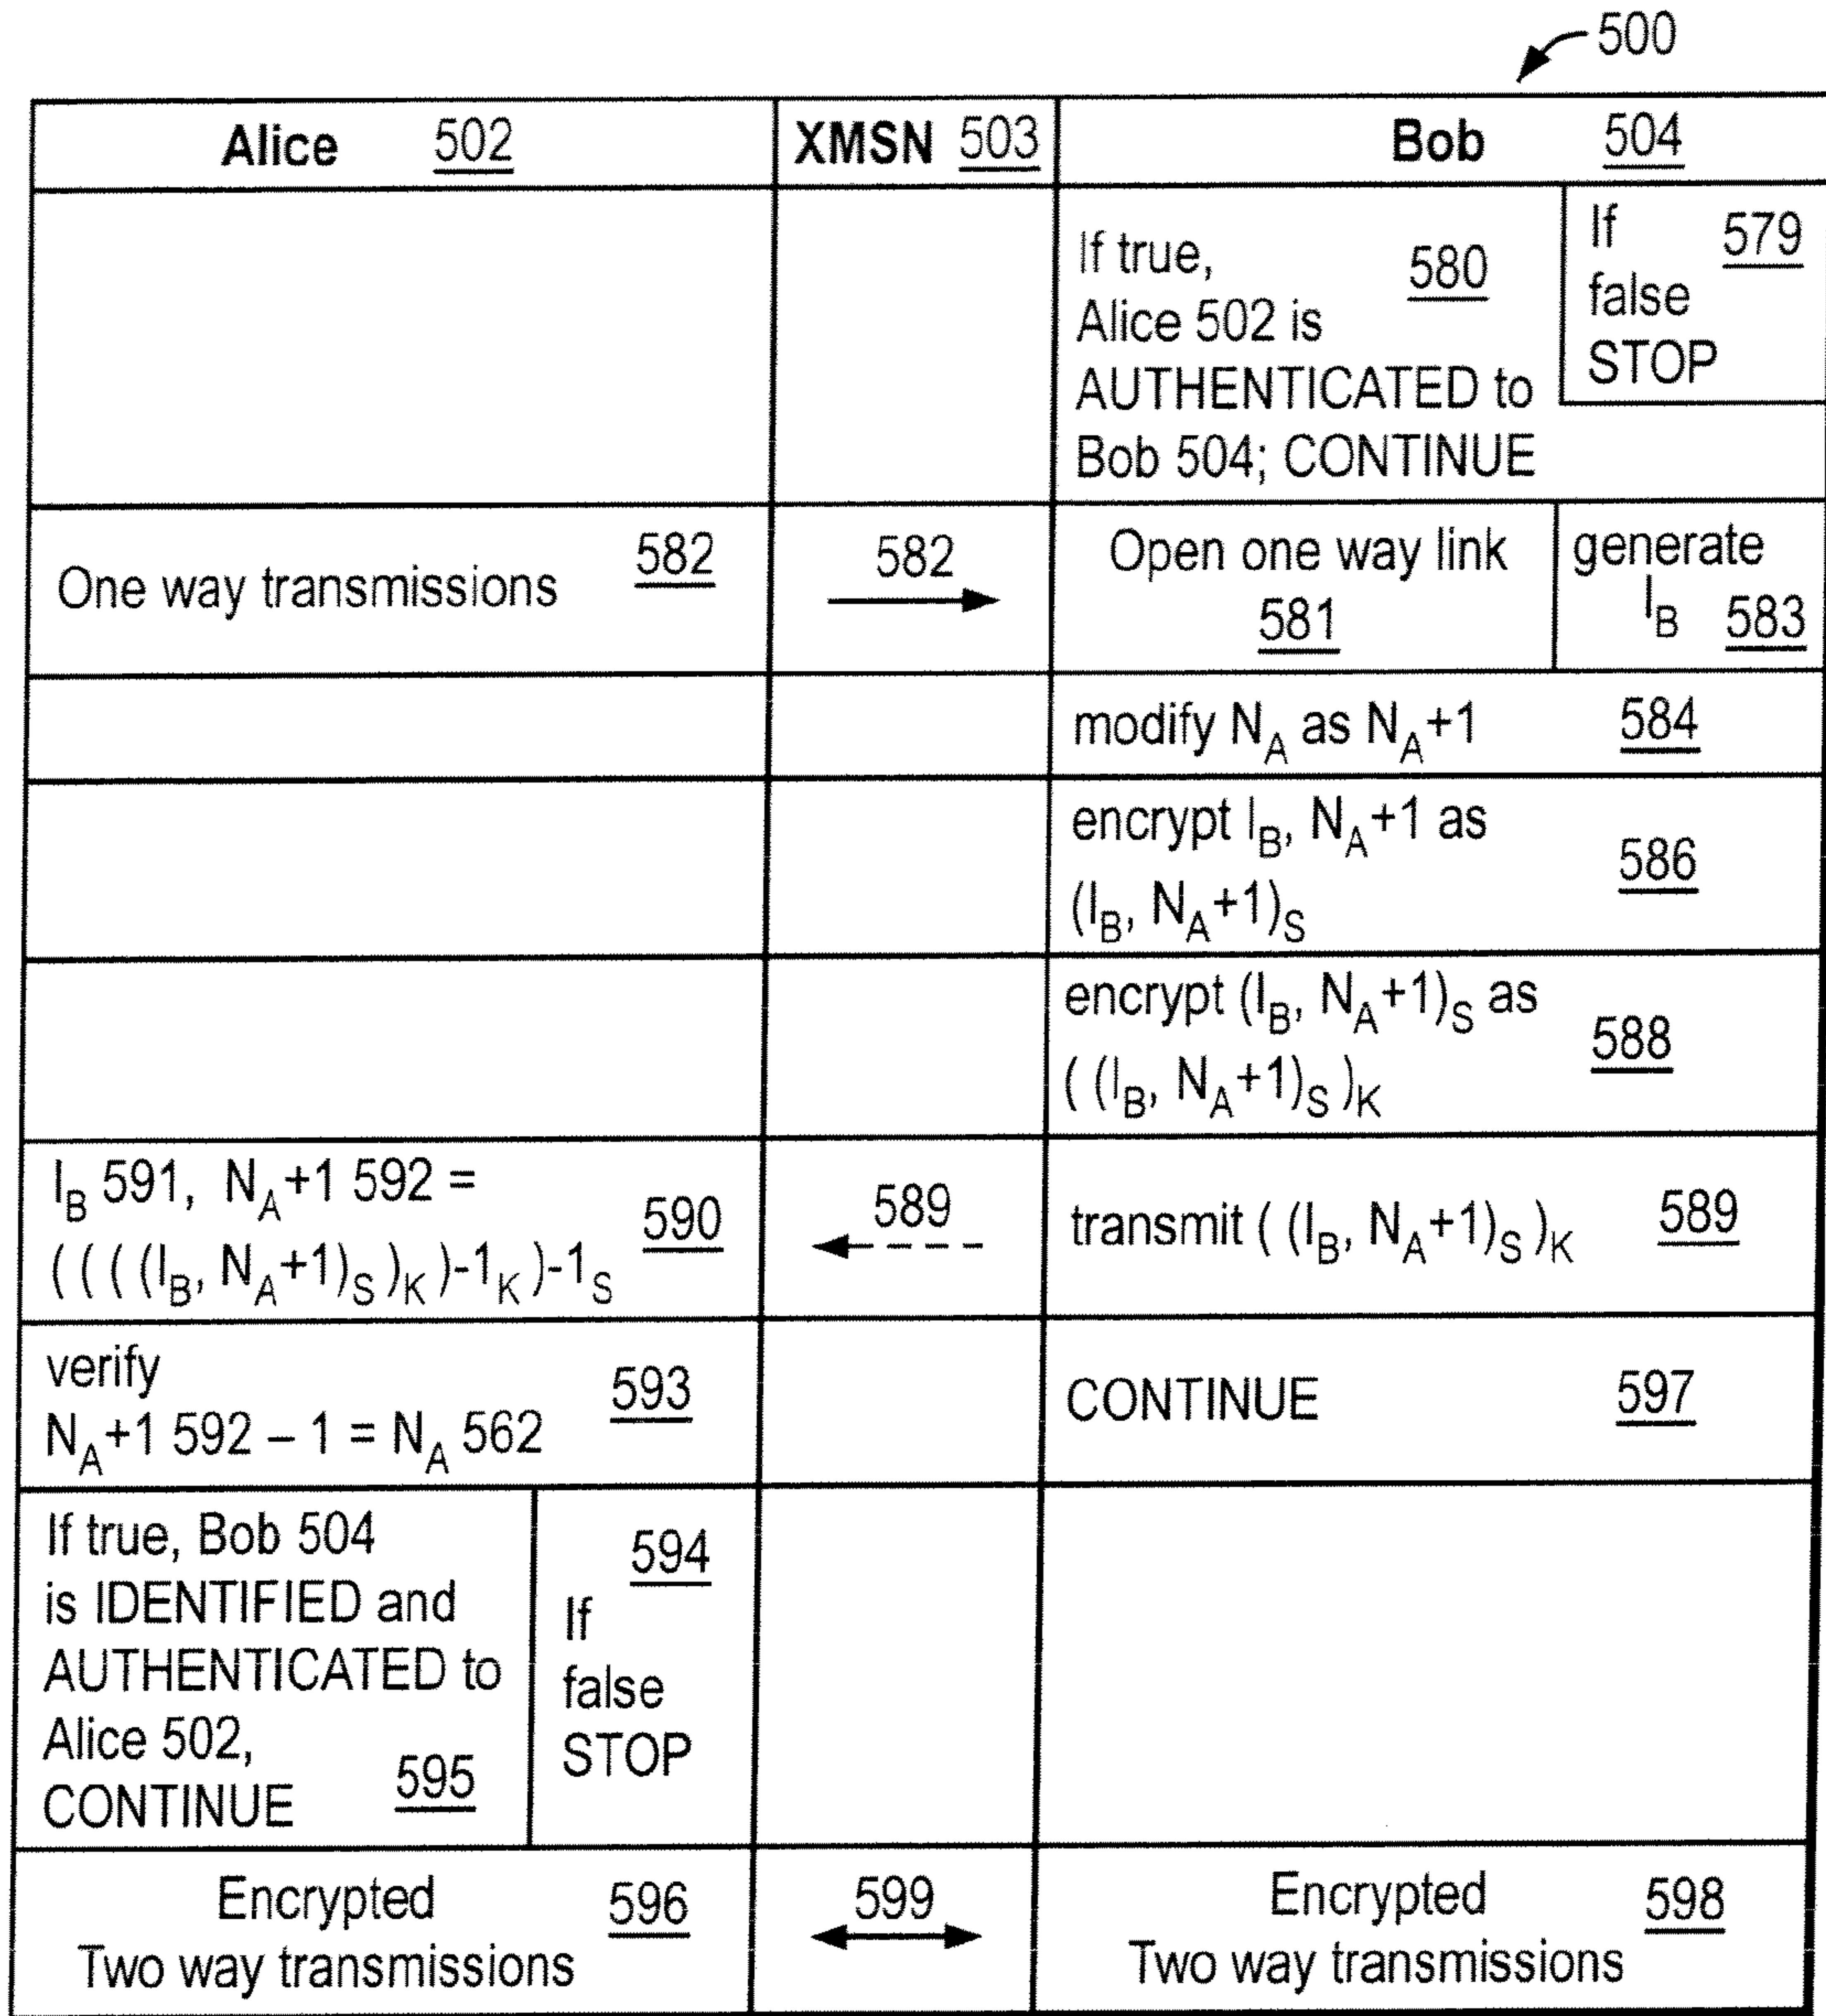 500
Alice 502
XMSN 503
Bob 504
If true, 580
Alice 502 is
AUTHENTICATED to
Bob 504; CONTINUE
If 579
false
STOP
One way transmissions 582
582
Open one way link
581
generate
I_B 583
modify N_A as N_A+1 584
encrypt I_B, N_A+1 as
(I_B, N_A+1)_S 586
encrypt (I_B, N_A+1)_S as
( (I_B, N_A+1)_S )_K 588
I_B 591, N_A+1 592 =
( ( ( ( (I_B, N_A+1)_S )_K )-1_K )-1_S 590
589
transmit ( (I_B, N_A+1)_S )_K 589
verify 593
N_A+1 592 – 1 = N_A 562
CONTINUE 597
If true, Bob 504
is IDENTIFIED and
AUTHENTICATED to
Alice 502,
CONTINUE 595
594
If
false
STOP
Encrypted 596
Two way transmissions
599
Encrypted 598
Two way transmissions